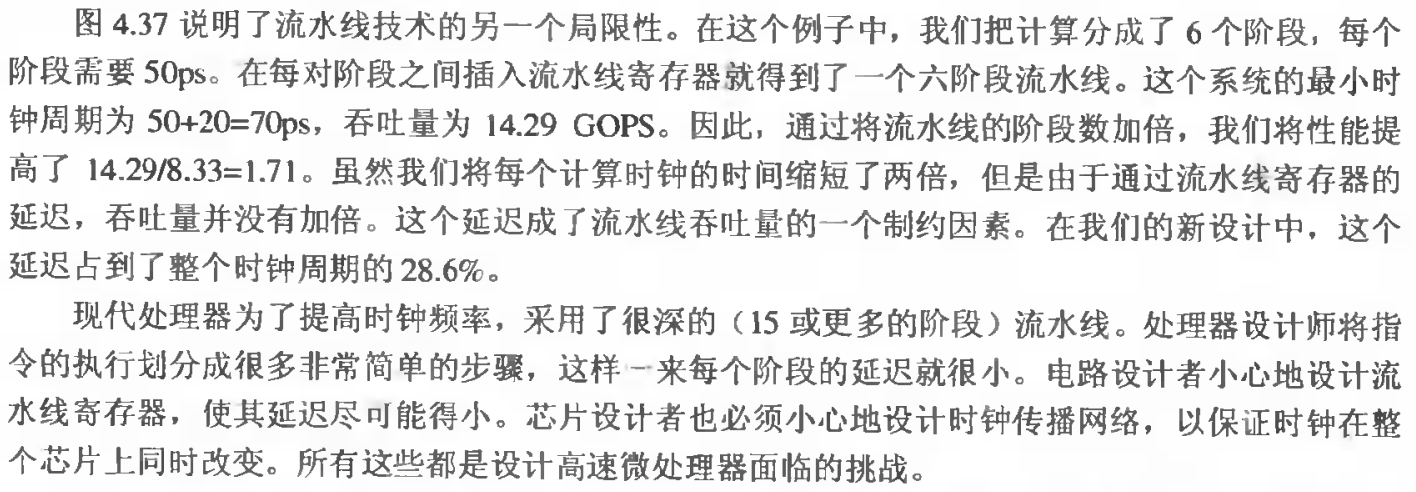 图 4.37 说明了流水线技术的另一个局限性。在这个例子中，我们把计算分成了 6 个阶段，每个
阶段需要 50ps。在每对阶段之间插入流水线寄存器就得到了一个六阶段流水线。这个系统的最小时
钟周期为 50+20=70ps，吞吐量为 14.29 GOPS。因此，通过将流水线的阶段数加倍，我们将性能提
高了 14.29/8.33=1.71。虽然我们将每个计算时钟的时间缩短了两倍，但是由于通过流水线寄存器的
延迟，吞吐量并没有加倍。这个延迟成了流水线吞吐量的一个制约因素。在我们的新设计中，这个
延迟占到了整个时钟周期的 28.6%。
现代处理器为了提高时钟频率，采用了很深的（15 或更多的阶段）流水线。处理器设计师将指
令的执行划分成很多非常简单的步骤，这样一来每个阶段的延迟就很小。电路设计者小心地设计流
水线寄存器，使其延迟尽可能得小。芯片设计者也必须小心地设计时钟传播网络，以保证时钟在整
个芯片上同时改变。所有这些都是设计高速微处理器面临的挑战。